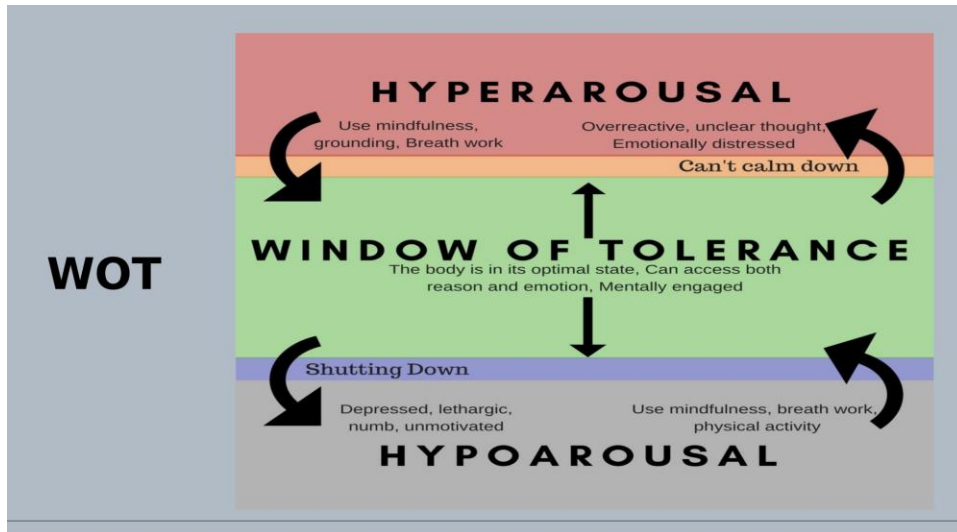 HYPERAROUSAL
Use mindfulness,
grounding, Breath work
Overreactive, unclear thought,
Emotionally distressed
Can't calm down
WOT
WINDOW OF TOLERANCE
The body is in its optimal state, Can access both
reason and emotion, Mentally engaged
Shutting Down
Depressed, lethargic,
numb, unmotivated
Use mindfulness, breath work,
physical activity
HYPOAROUSAL